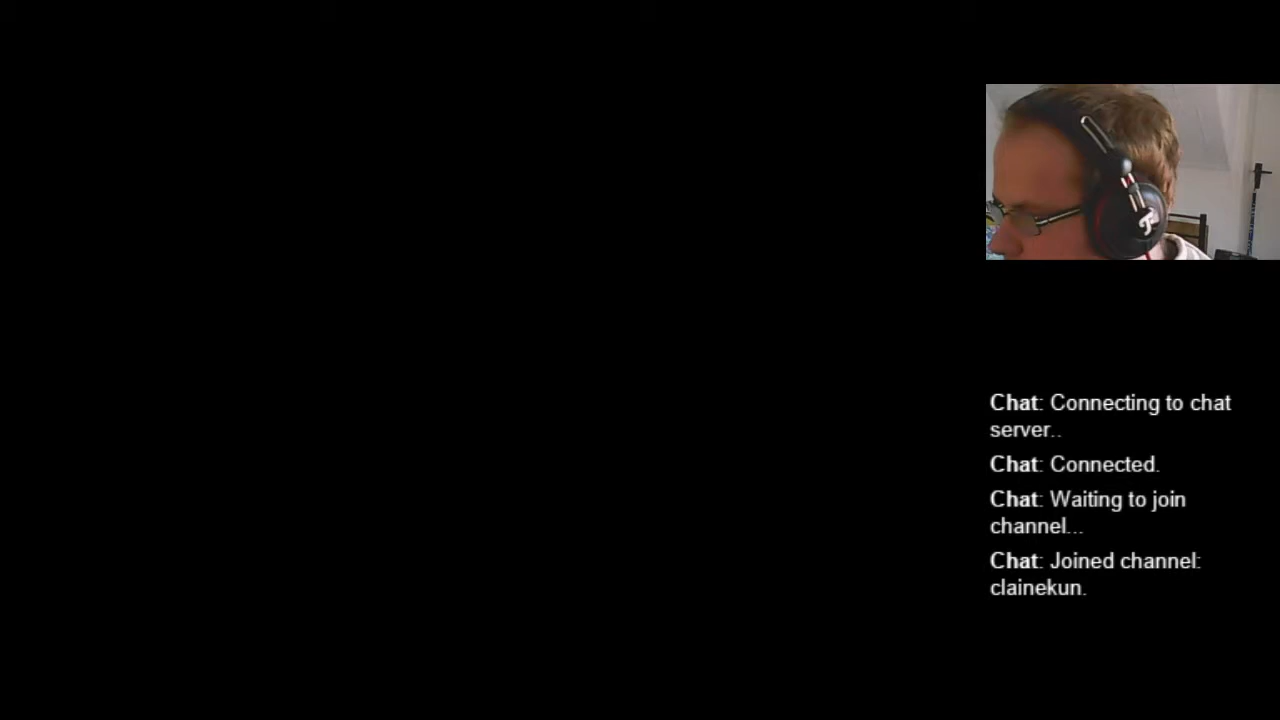 Chat: Connecting to chat
server..
Chat: Connected.
Chat: Waiting to join
channel...
Chat: Joined channel:
clainekun.